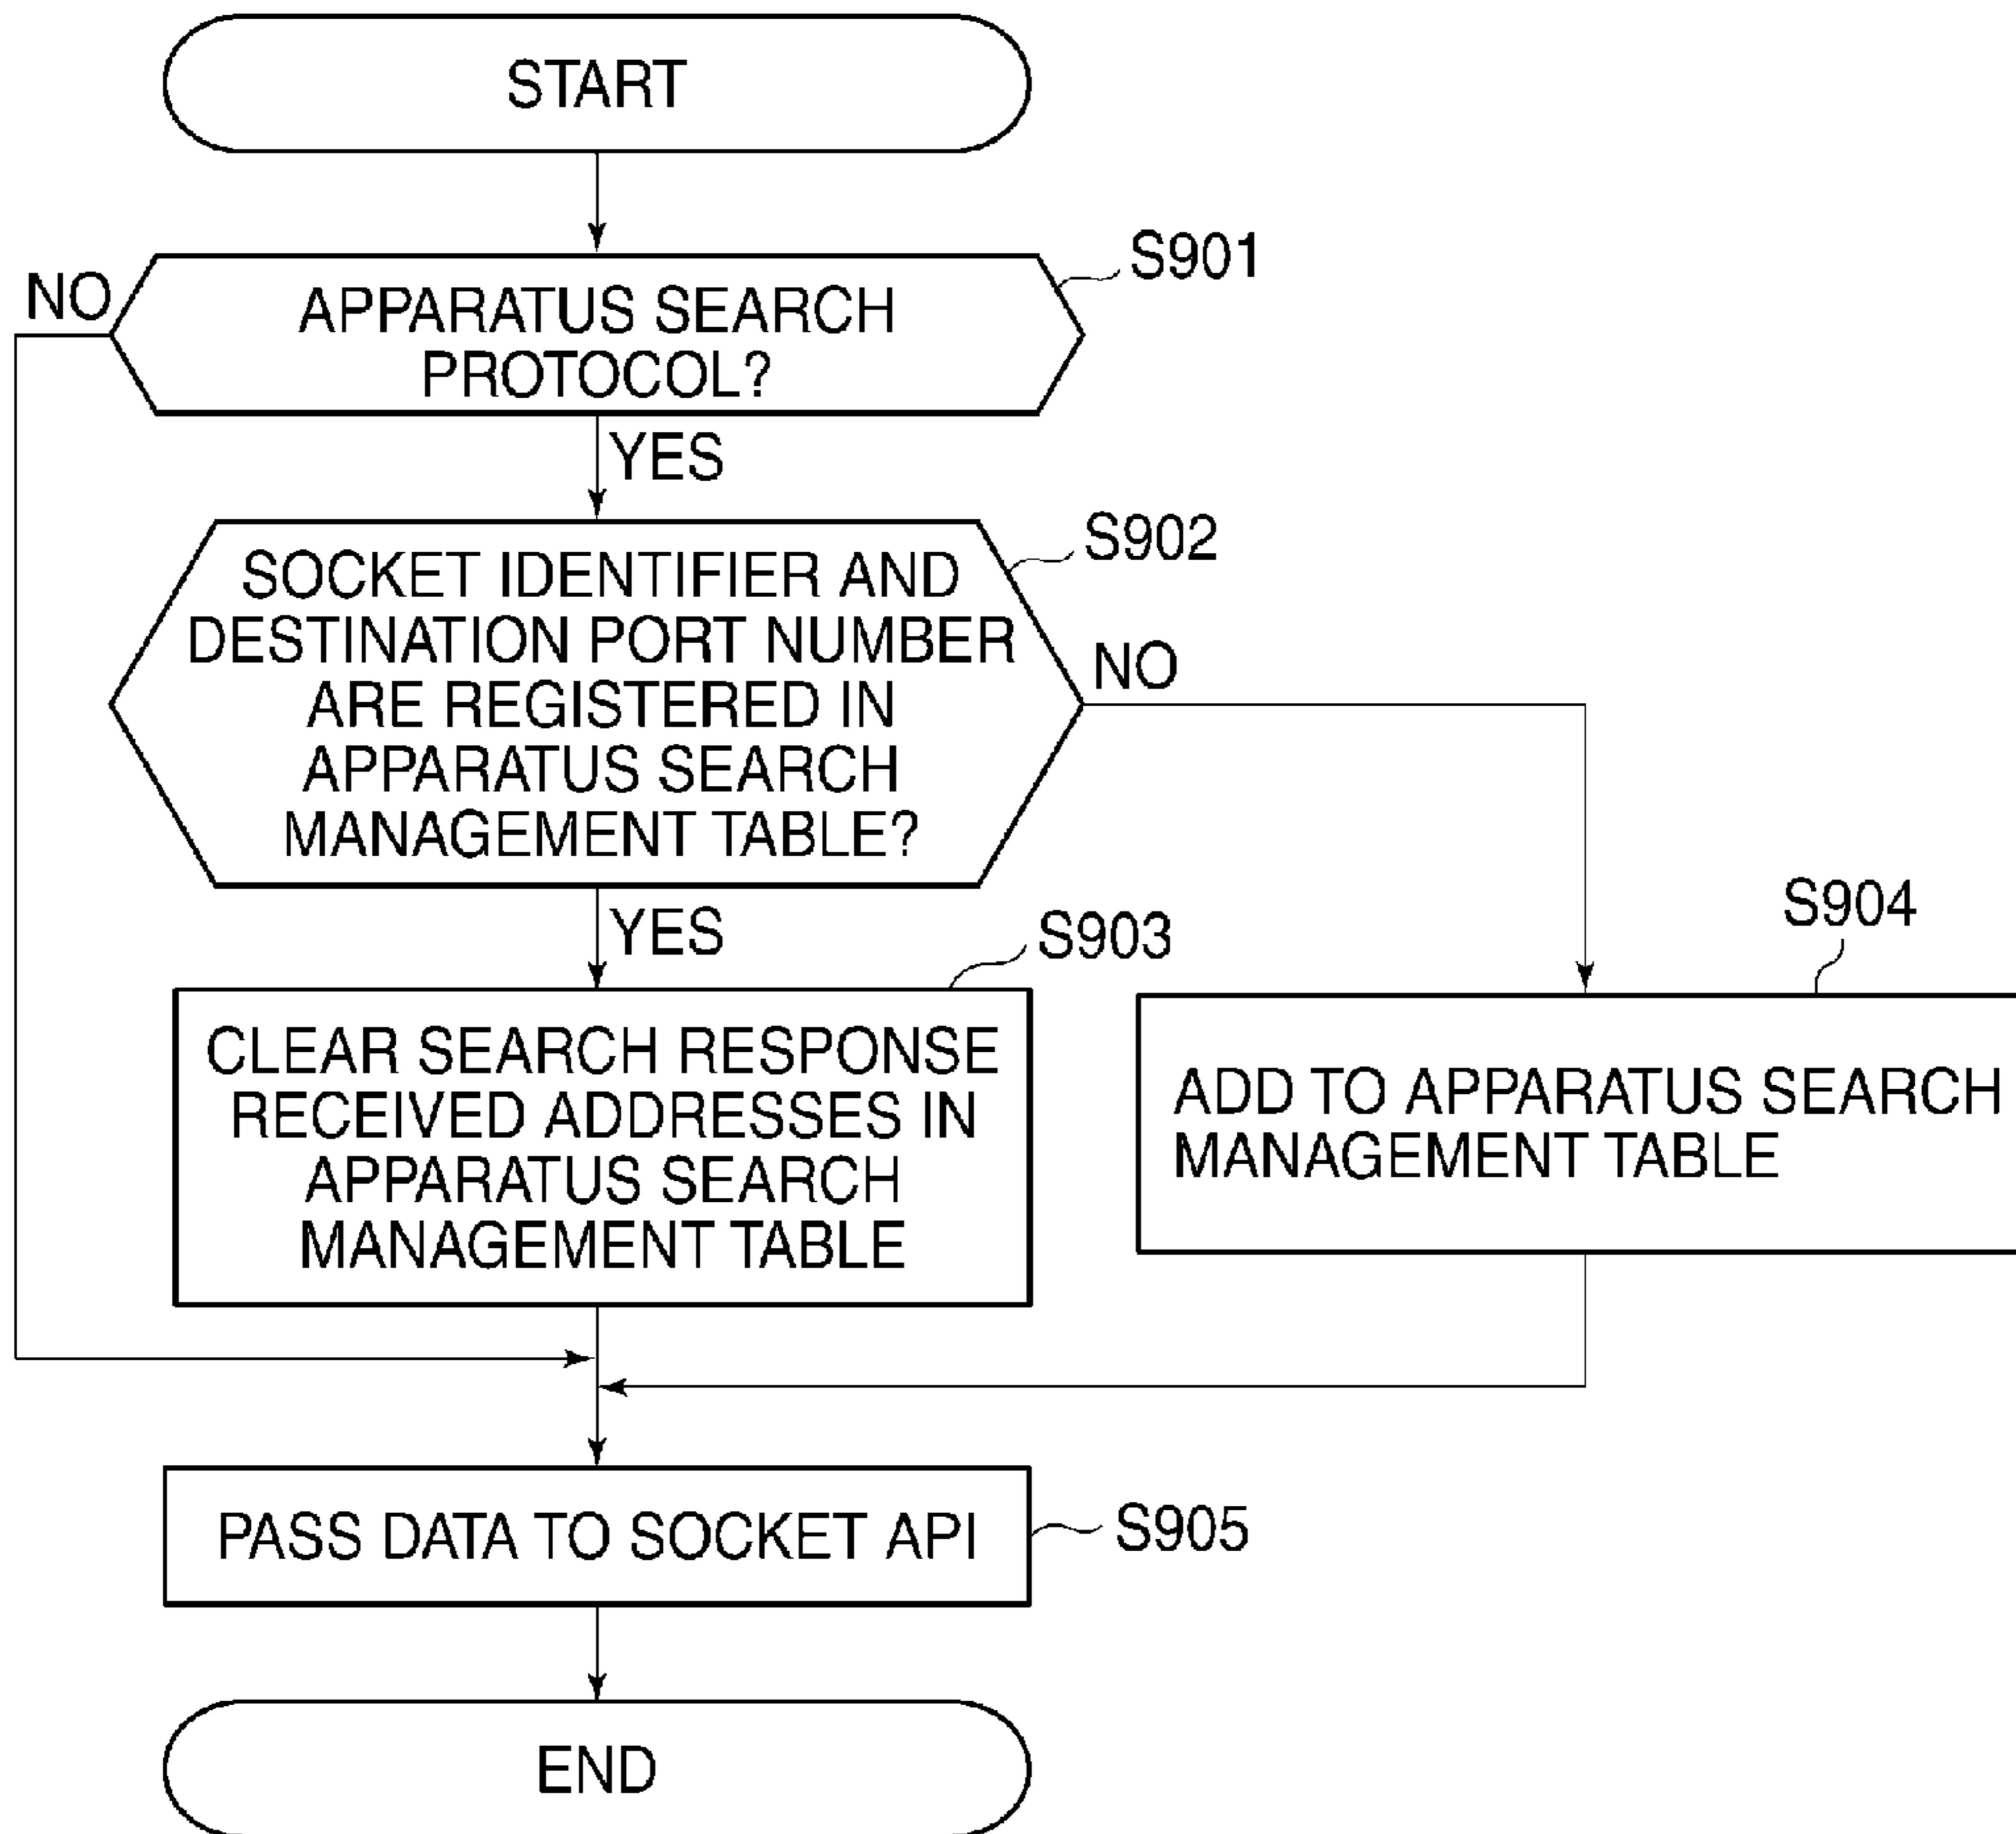 START
S901
NO
APPARATUS SEARCH
PROTOCOL?
YES
S902
SOCKET IDENTIFIER AND
DESTINATION PORT NUMBER
ARE REGISTERED IN
APPARATUS SEARCH
MANAGEMENT TABLE?
NO
YES
S903
CLEAR SEARCH RESPONSE
RECEIVED ADDRESSES IN
APPARATUS SEARCH
MANAGEMENT TABLE
S904
ADD TO APPARATUS SEARCH
MANAGEMENT TABLE
PASS DATA TO SOCKET API
S905
END